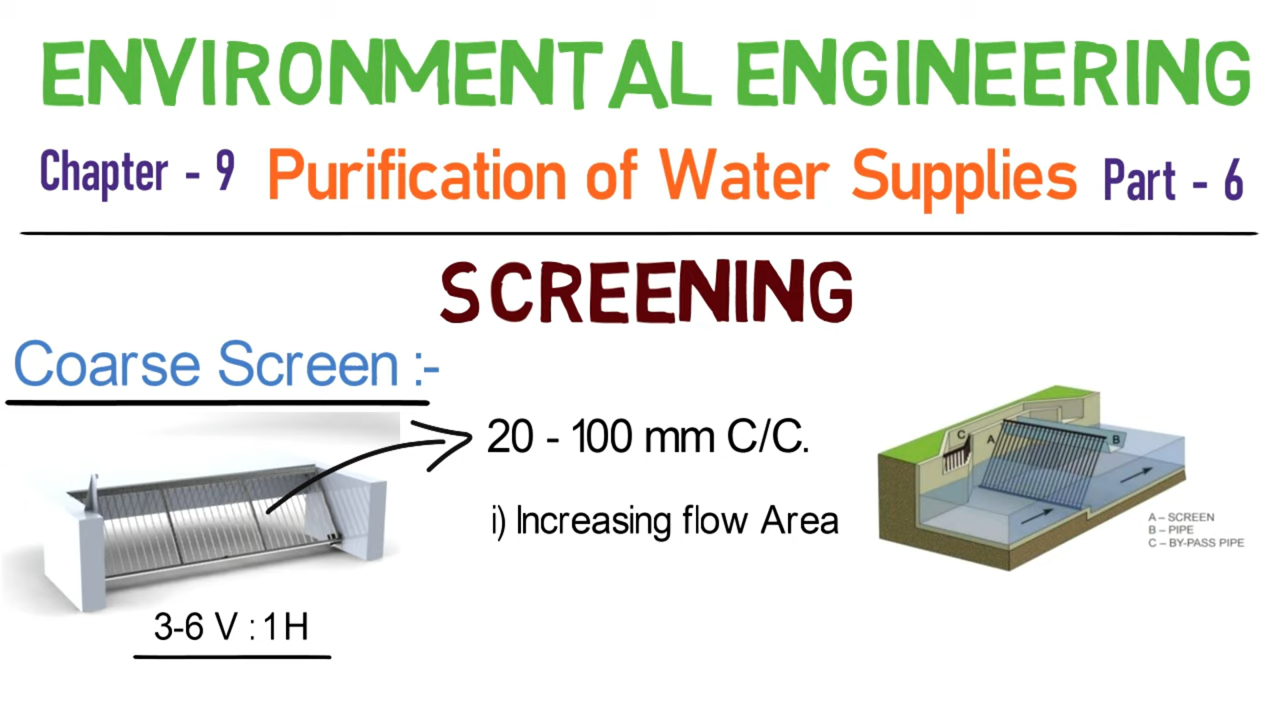 ENVIRONMENTAL ENGINEERING
Chapter - 9 Purification of Water Supplies Part - 6
SCREENING
Coarse Screen :-
20 - 100 mm C/C.
i) Increasing flow Area
3-6 V : 1 H
C
A
B
A – SCREEN
B – PIPE
C – BY-PASS PIPE